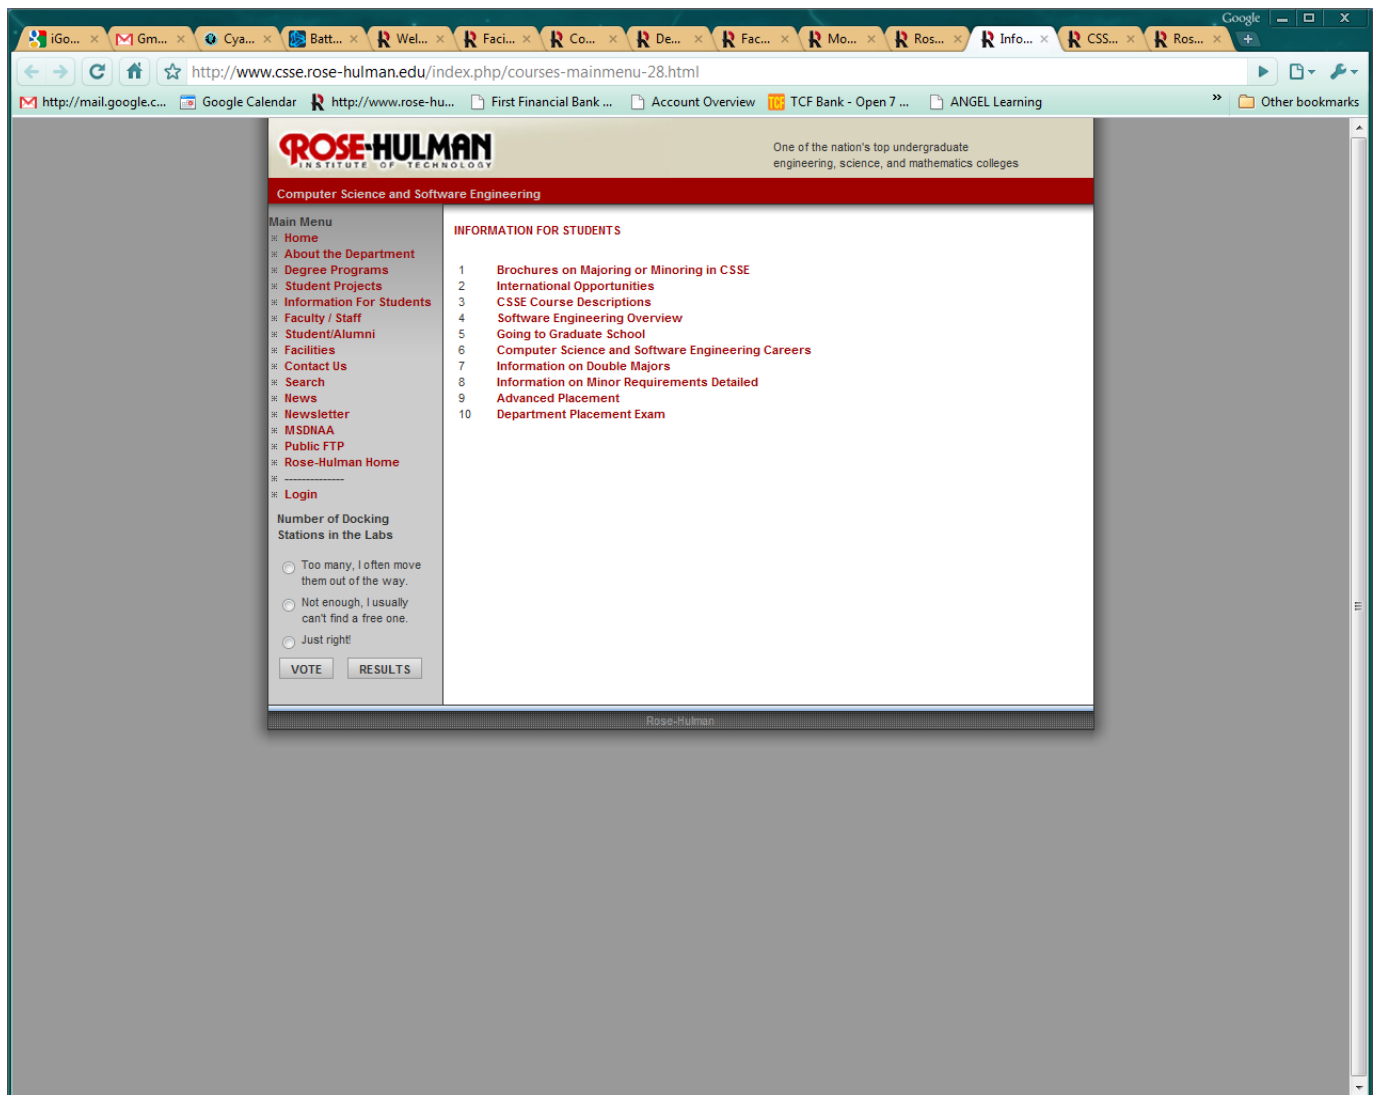 Google
iGo... Gm... Cya... Batt... Wel... Faci... Co... De... Fac... Mo... Ros... Info... CSS... Ros...
http://www.csse.rose-hulman.edu/index.php/courses-mainmenu-28.html
http://mail.google.c... Google Calendar http://www.rose-hu... First Financial Bank ... Account Overview TCF TCF Bank - Open 7 ... ANGEL Learning » Other bookmarks
ROSE-HULMAN
INSTITUTE OF TECHNOLOGY
One of the nation's top undergraduate
engineering, science, and mathematics colleges
Computer Science and Software Engineering
Main Menu
Home
About the Department
Degree Programs
Student Projects
Information For Students
Faculty / Staff
Student/Alumni
Facilities
Contact Us
Search
News
Newsletter
MSDNAA
Public FTP
Rose-Hulman Home
--------------
Login
Number of Docking
Stations in the Labs
Too many, I often move
them out of the way.
Not enough, I usually
can't find a free one.
Just right!
VOTE RESULTS
INFORMATION FOR STUDENTS
1 Brochures on Majoring or Minoring in CSSE
2 International Opportunities
3 CSSE Course Descriptions
4 Software Engineering Overview
5 Going to Graduate School
6 Computer Science and Software Engineering Careers
7 Information on Double Majors
8 Information on Minor Requirements Detailed
9 Advanced Placement
10 Department Placement Exam
Rose-Hulman